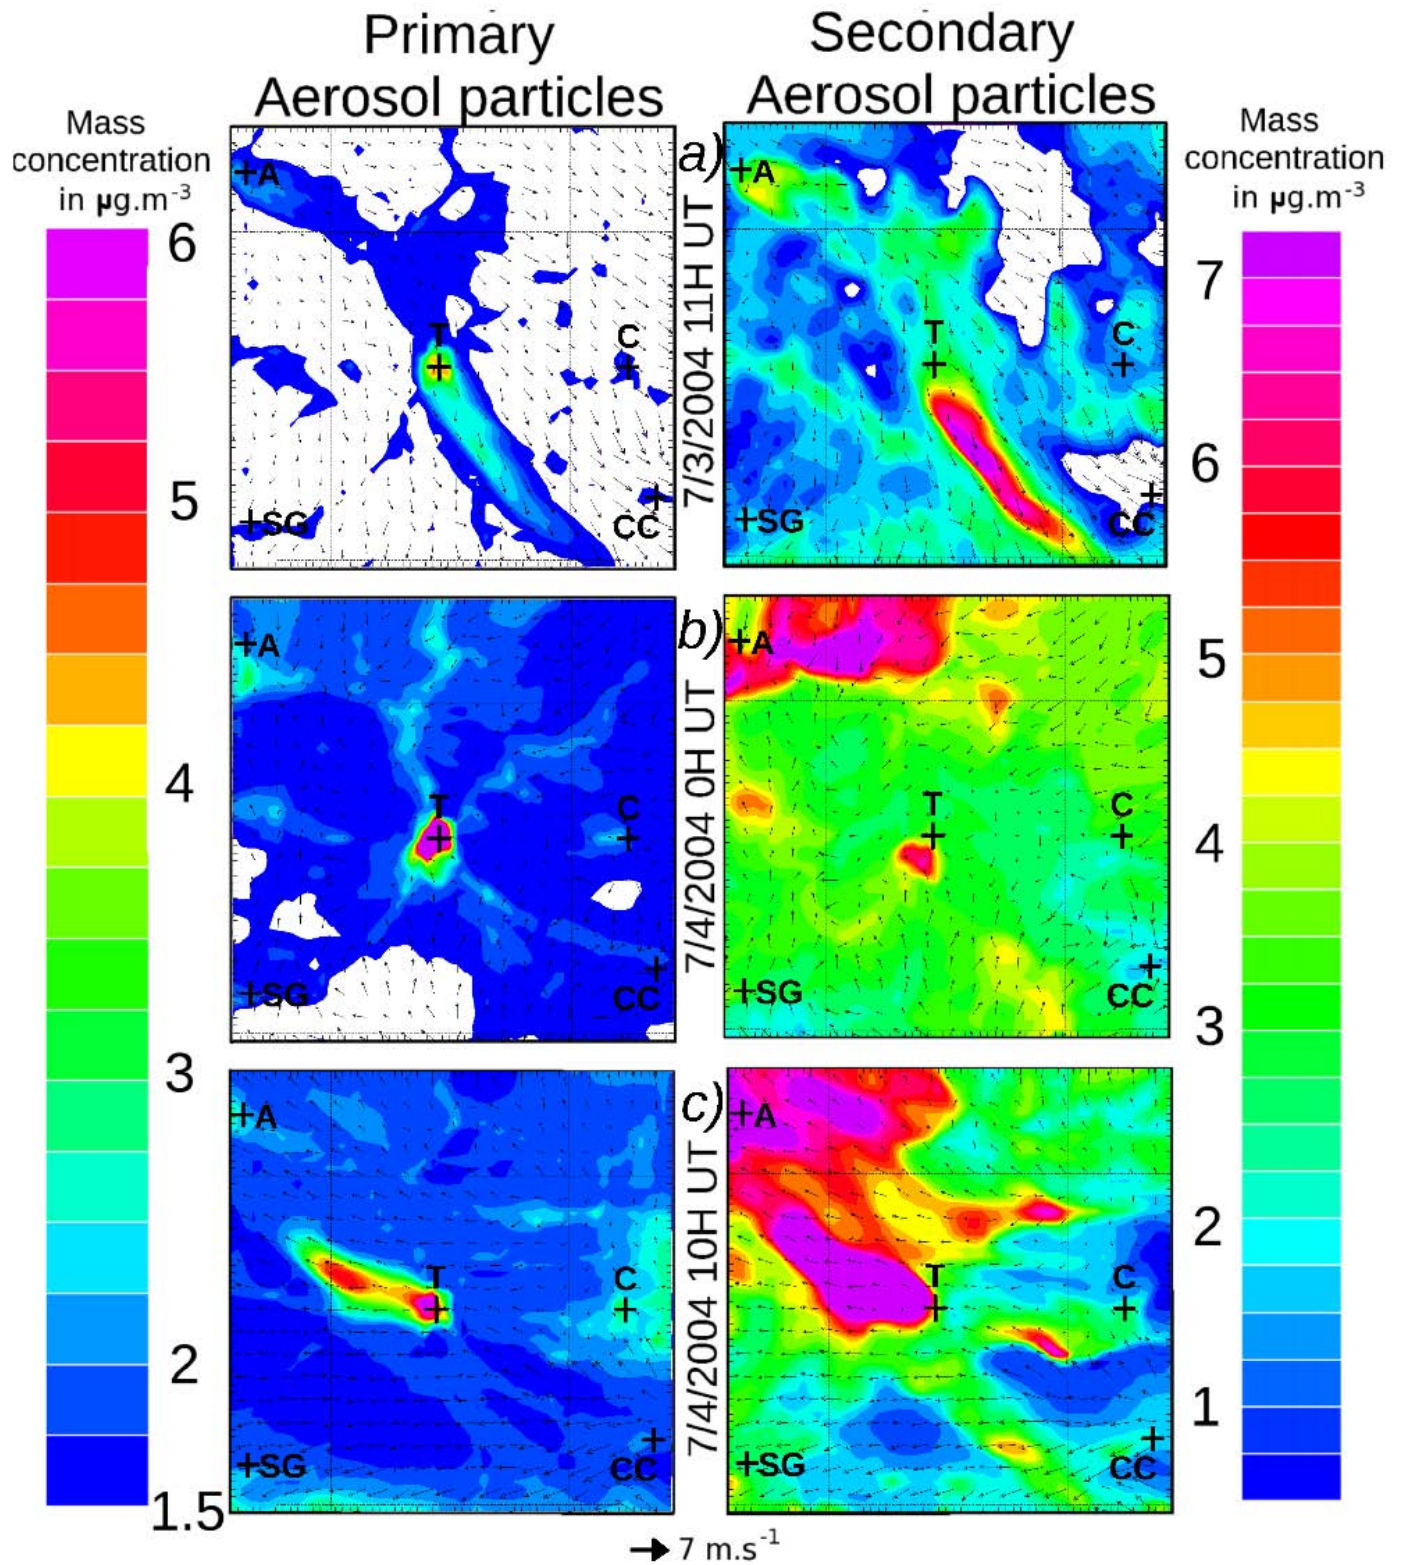 Primary
Aerosol particles
Secondary
Aerosol particles
Mass
concentration
in µg.m-3
6
5
4
3
2
1.5
Mass
concentration
in µg.m-3
7
6
5
4
3
2
1
a)
7/3/2004 11H UT
+A
T
C
+SG
CC
+A
T
C
+SG
CC
b)
7/4/2004 0H UT
+A
T
C
+SG
CC
+A
T
C
+SG
CC
c)
7/4/2004 10H UT
+A
T
C
+SG
CC
+A
T
C
+SG
CC
7 m.s-1